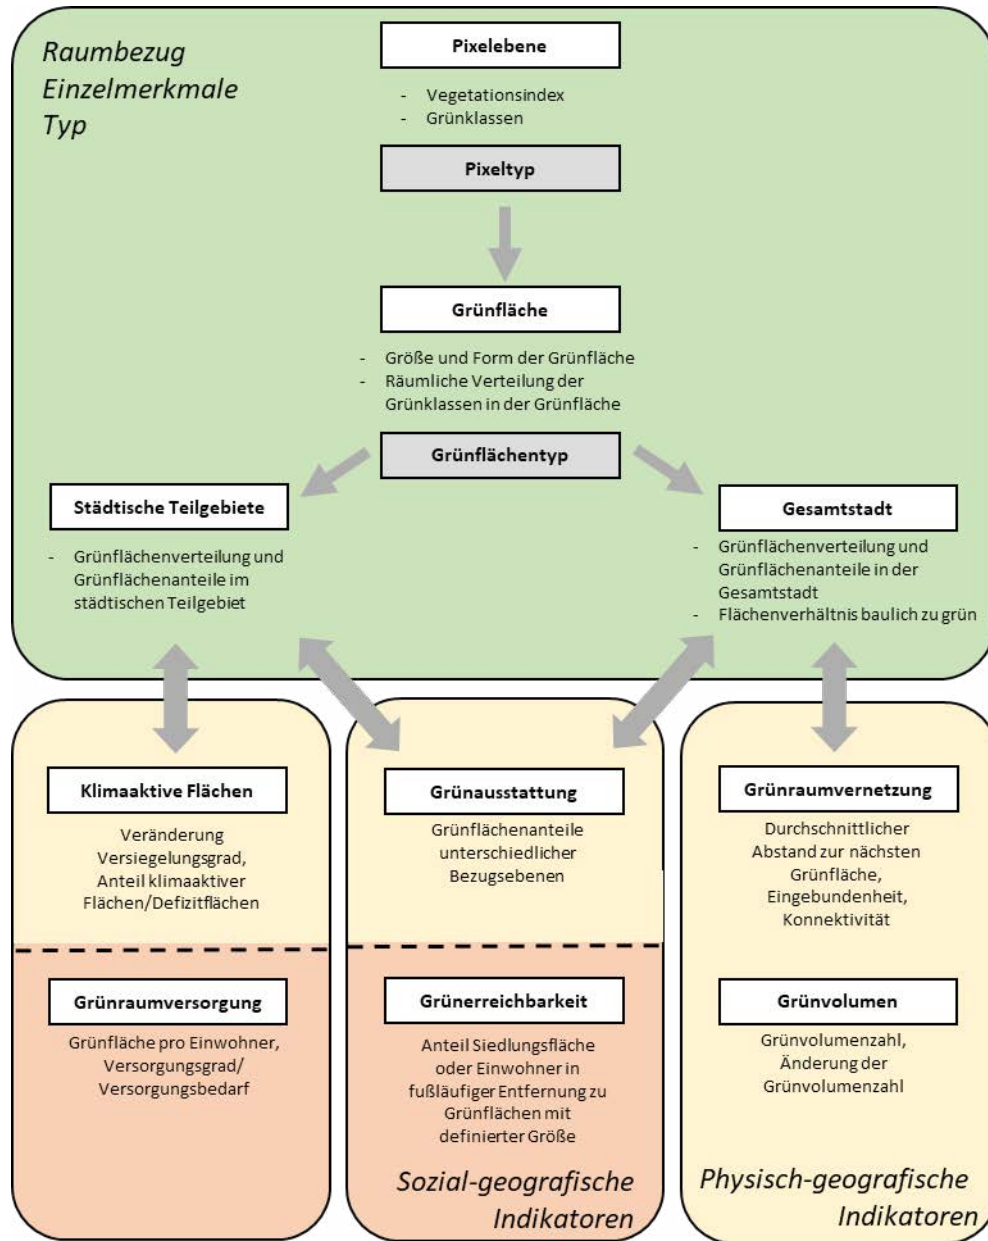 Raumbezug
Einzelmerkmale
Typ
Pixelebene
- Vegetationsindex
- Grünklassen
Pixeltyp
Grünfläche
- Größe und Form der Grünfläche
- Räumliche Verteilung der
Grünklassen in der Grünfläche
Grünflächentyp
Städtische Teilgebiete
- Grünflächenverteilung und
Grünflächenanteile im
städtischen Teilgebiet
Gesamtstadt
- Grünflächenverteilung und
Grünflächenanteile in der
Gesamtstadt
- Flächenverhältnis baulich zu grün
Klimaaktive Flächen
Veränderung
Versiegelungsgrad,
Anteil klimaaktiver
Flächen/Defizitflächen
Grünraumversorgung
Grünfläche pro Einwohner,
Versorgungsgrad/
Versorgungsbedarf
Grünausstattung
Grünflächenanteile
unterschiedlicher
Bezugsebenen
Grünerreichbarkeit
Anteil Siedlungsfläche
oder Einwohner in
fußläufiger Entfernung zu
Grünflächen mit
definierter Größe
Sozial-geografische
Indikatoren
Grünraumvernetzung
Durchschnittlicher
Abstand zur nächsten
Grünfläche,
Eingebundenheit,
Konnektivität
Grünvolumen
Grünvolumenzahl,
Änderung der
Grünvolumenzahl
Physisch-geografische
Indikatoren